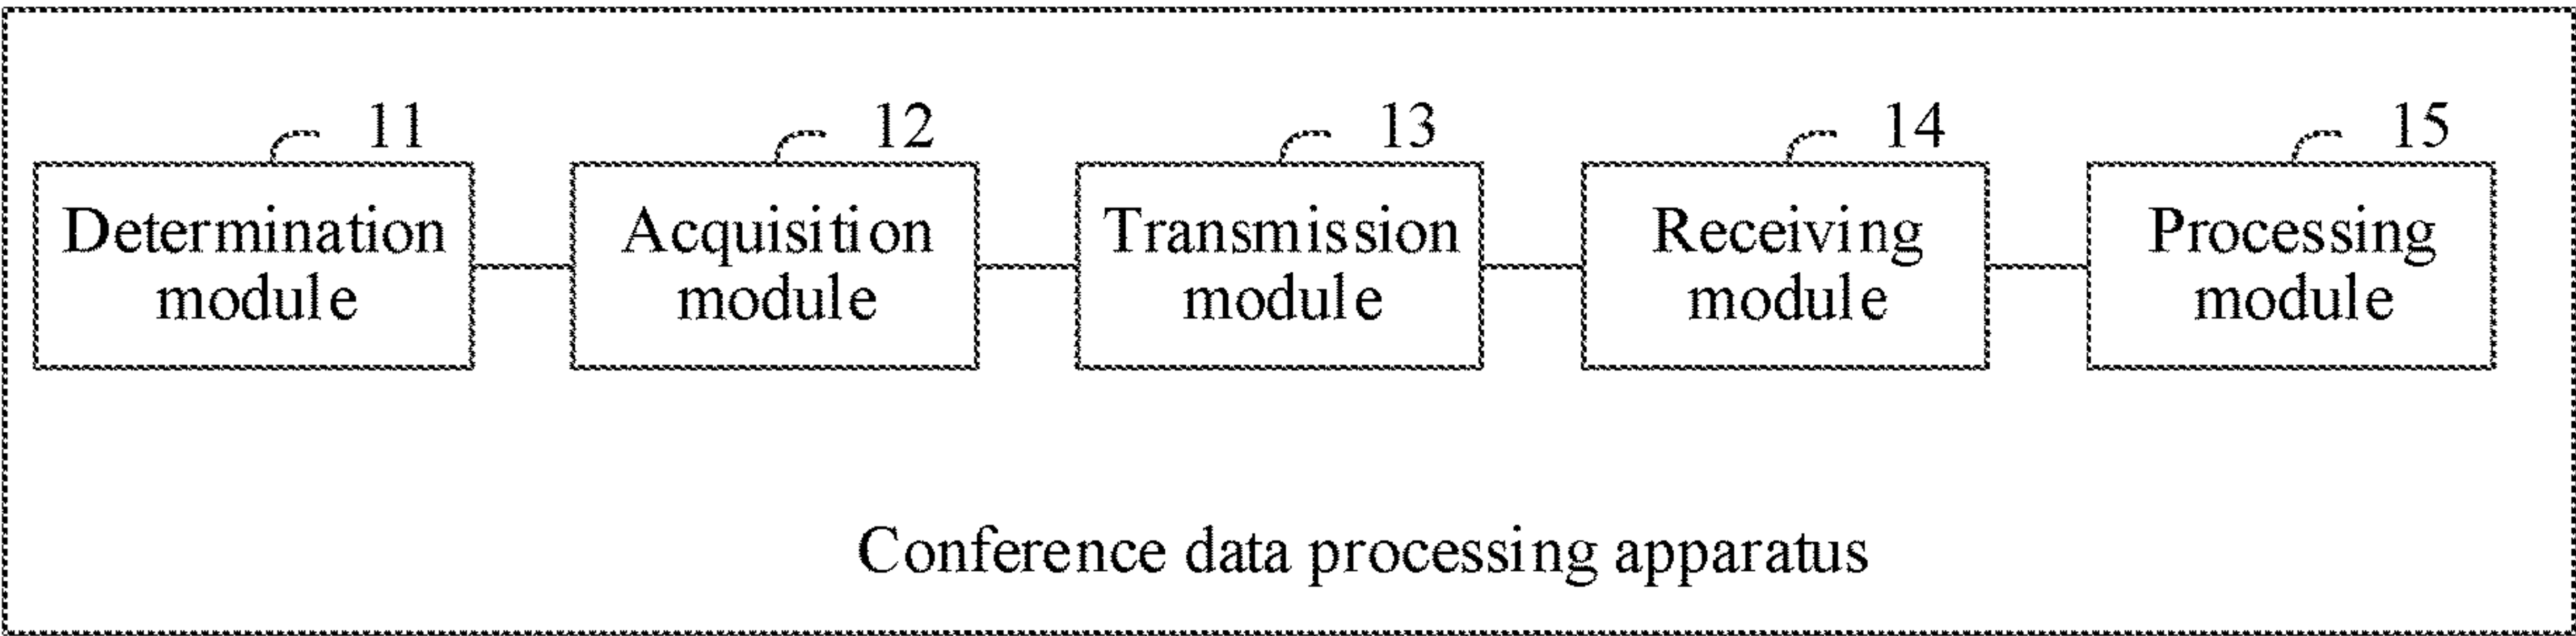 11
12
13
14
15
Determination
module
Acquisition
module
Transmission
module
Receiving
module
Processing
module
Conference data processing apparatus